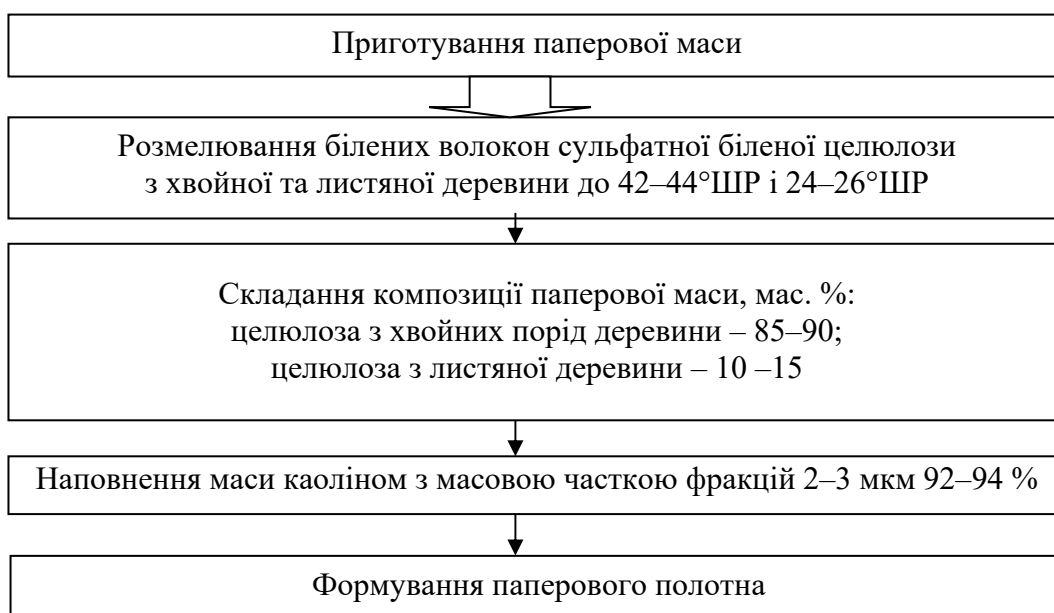 Приготування паперової маси
Розмелювання білених волокон сульфатної біленої целюлози
з хвойної та листяної деревини до 42–44°ШР і 24–26°ШР
Складання композиції паперової маси, мас. %:
целюлоза з хвойних порід деревини – 85–90;
целюлоза з листяної деревини – 10 –15
Наповнення маси каоліном з масовою часткою фракцій 2–3 мкм 92–94 %
Формування паперового полотна